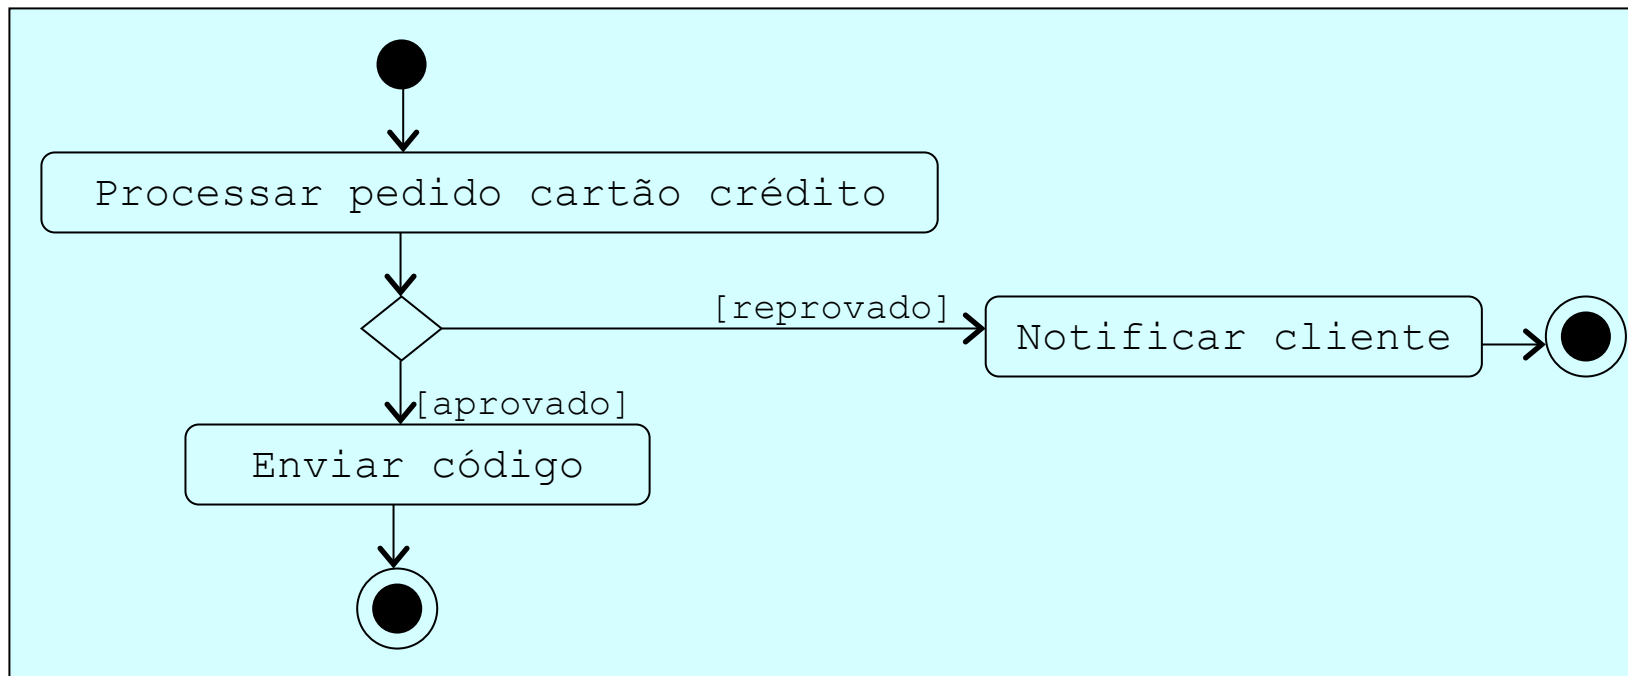 Processar pedido cartão crédito
[reprovado]
Notificar cliente
[aprovado]
Enviar código